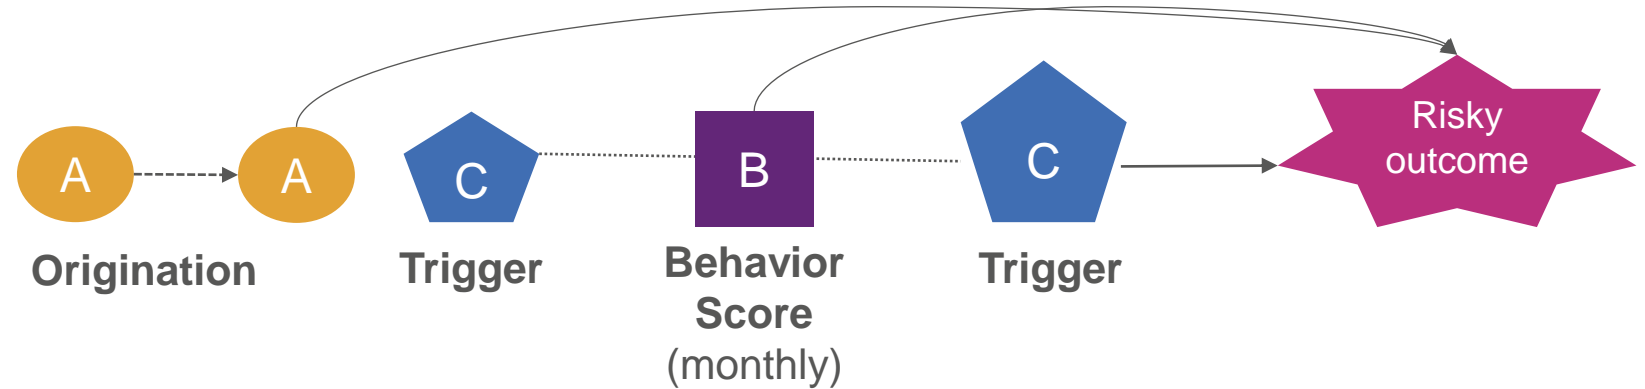 A
A
C
B
C
Risky
outcome
Origination
Trigger
Behavior
Score
(monthly)
Trigger